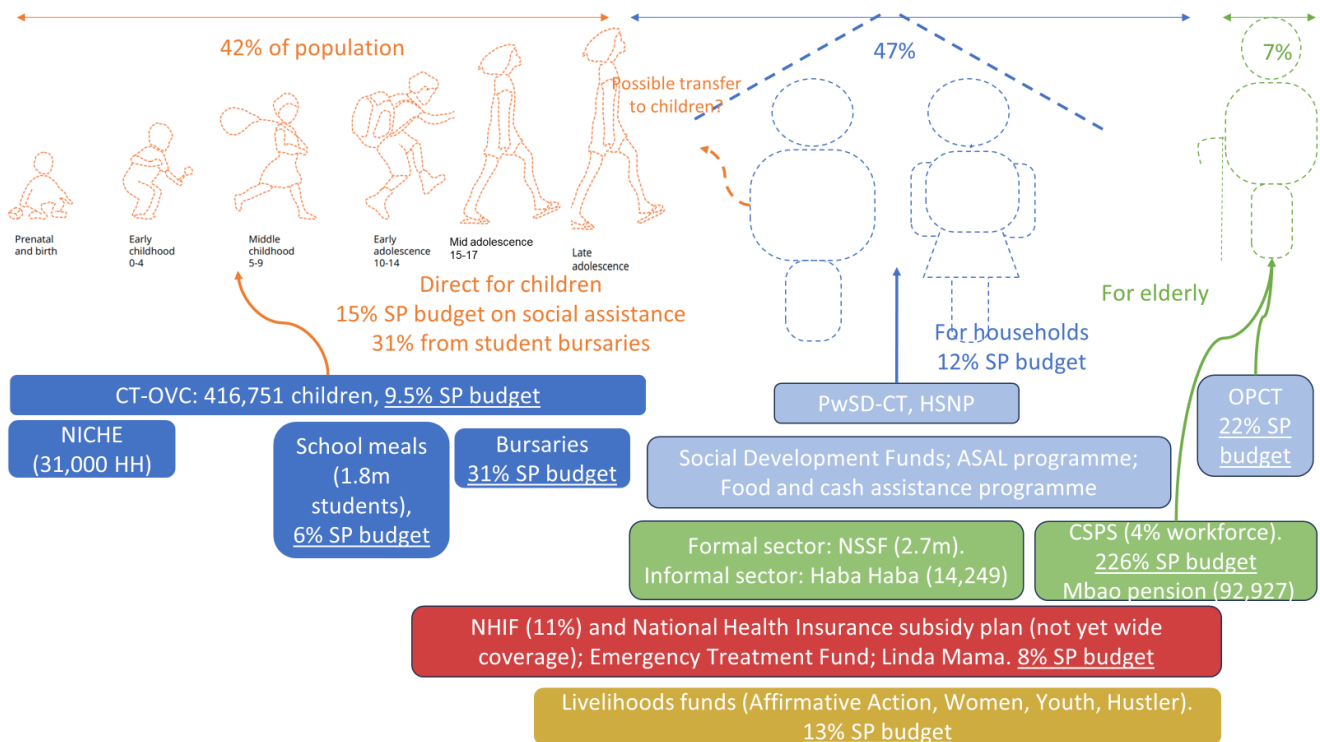 42% of population
47%
7%
Possible transfer
to children?
Prenatal
and birth
Early
childhood
0-4
Middle
childhood
5-9
Early
adolescence
10-14
Mid adolescence
15-17
Late
adolescence
Direct for children
15% SP budget on social assistance
31% from student bursaries
For households
12% SP budget
For elderly
CT-OVC: 416,751 children, 9.5% SP budget
NICHE
(31,000 HH)
School meals
(1.8m
students),
6% SP budget
Bursaries
31% SP budget
PwSD-CT, HSNP
OPCT
22% SP
budget
Social Development Funds; ASAL programme;
Food and cash assistance programme
Formal sector: NSSF (2.7m).
Informal sector: Haba Haba (14,249)
CSPS (4% workforce).
226% SP budget
Mbao pension (92,927)
NHIF (11%) and National Health Insurance subsidy plan (not yet wide
coverage); Emergency Treatment Fund; Linda Mama. 8% SP budget
Livelihoods funds (Affirmative Action, Women, Youth, Hustler).
13% SP budget